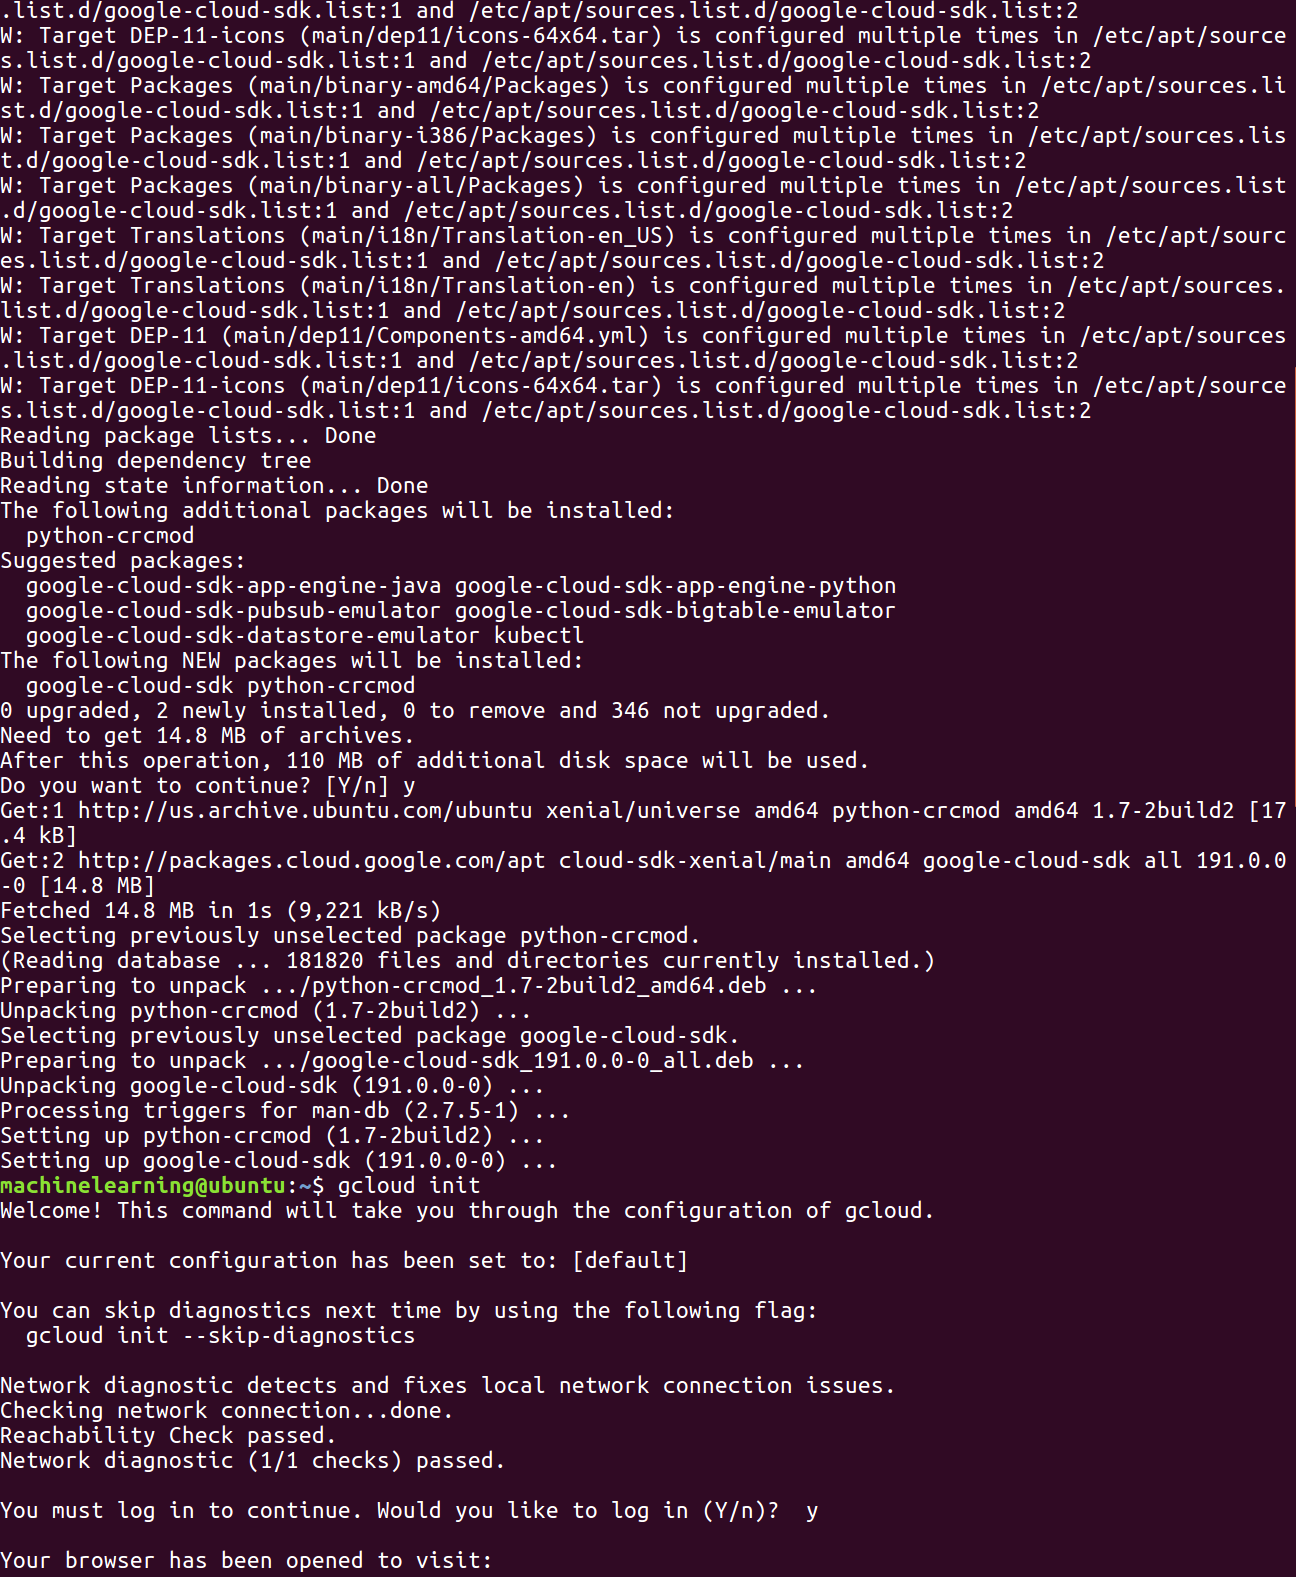 .list.d/google-cloud-sdk.list:1 and /etc/apt/sources.list.d/google-cloud-sdk.list:2
W: Target DEP-11-icons (main/dep11/icons-64x64.tar) is configured multiple times in /etc/apt/source
s.list.d/google-cloud-sdk.list:1 and /etc/apt/sources.list.d/google-cloud-sdk.list:2
W: Target Packages (main/binary-amd64/Packages) is configured multiple times in /etc/apt/sources.li
st.d/google-cloud-sdk.list:1 and /etc/apt/sources.list.d/google-cloud-sdk.list:2
W: Target Packages (main/binary-i386/Packages) is configured multiple times in /etc/apt/sources.lis
t.d/google-cloud-sdk.list:1 and /etc/apt/sources.list.d/google-cloud-sdk.list:2
W: Target Packages (main/binary-all/Packages) is configured multiple times in /etc/apt/sources.list
.d/google-cloud-sdk.list:1 and /etc/apt/sources.list.d/google-cloud-sdk.list:2
W: Target Translations (main/i18n/Translation-en_US) is configured multiple times in /etc/apt/sourc
es.list.d/google-cloud-sdk.list:1 and /etc/apt/sources.list.d/google-cloud-sdk.list:2
W: Target Translations (main/i18n/Translation-en) is configured multiple times in /etc/apt/sources.
list.d/google-cloud-sdk.list:1 and /etc/apt/sources.list.d/google-cloud-sdk.list:2
W: Target DEP-11 (main/dep11/Components-amd64.yml) is configured multiple times in /etc/apt/sources
.list.d/google-cloud-sdk.list:1 and /etc/apt/sources.list.d/google-cloud-sdk.list:2
W: Target DEP-11-icons (main/dep11/icons-64x64.tar) is configured multiple times in /etc/apt/source
s.list.d/google-cloud-sdk.list:1 and /etc/apt/sources.list.d/google-cloud-sdk.list:2
Reading package lists... Done
Building dependency tree
Reading state information... Done
The following additional packages will be installed:
  python-crcmod
Suggested packages:
  google-cloud-sdk-app-engine-java google-cloud-sdk-app-engine-python
  google-cloud-sdk-pubsub-emulator google-cloud-sdk-bigtable-emulator
  google-cloud-sdk-datastore-emulator kubectl
The following NEW packages will be installed:
  google-cloud-sdk python-crcmod
0 upgraded, 2 newly installed, 0 to remove and 346 not upgraded.
Need to get 14.8 MB of archives.
After this operation, 110 MB of additional disk space will be used.
Do you want to continue? [Y/n] y
Get:1 http://us.archive.ubuntu.com/ubuntu xenial/universe amd64 python-crcmod amd64 1.7-2build2 [17
.4 kB]
Get:2 http://packages.cloud.google.com/apt cloud-sdk-xenial/main amd64 google-cloud-sdk all 191.0.0
-0 [14.8 MB]
Fetched 14.8 MB in 1s (9,221 kB/s)
Selecting previously unselected package python-crcmod.
(Reading database ... 181820 files and directories currently installed.)
Preparing to unpack .../python-crcmod_1.7-2build2_amd64.deb ...
Unpacking python-crcmod (1.7-2build2) ...
Selecting previously unselected package google-cloud-sdk.
Preparing to unpack .../google-cloud-sdk_191.0.0-0_all.deb ...
Unpacking google-cloud-sdk (191.0.0-0) ...
Processing triggers for man-db (2.7.5-1) ...
Setting up python-crcmod (1.7-2build2) ...
Setting up google-cloud-sdk (191.0.0-0) ...
machinelearning@ubuntu:~$ gcloud init
Welcome! This command will take you through the configuration of gcloud.

Your current configuration has been set to: [default]

You can skip diagnostics next time by using the following flag:
  gcloud init --skip-diagnostics

Network diagnostic detects and fixes local network connection issues.
Checking network connection...done.
Reachability Check passed.
Network diagnostic (1/1 checks) passed.

You must log in to continue. Would you like to log in (Y/n)?  y

Your browser has been opened to visit: